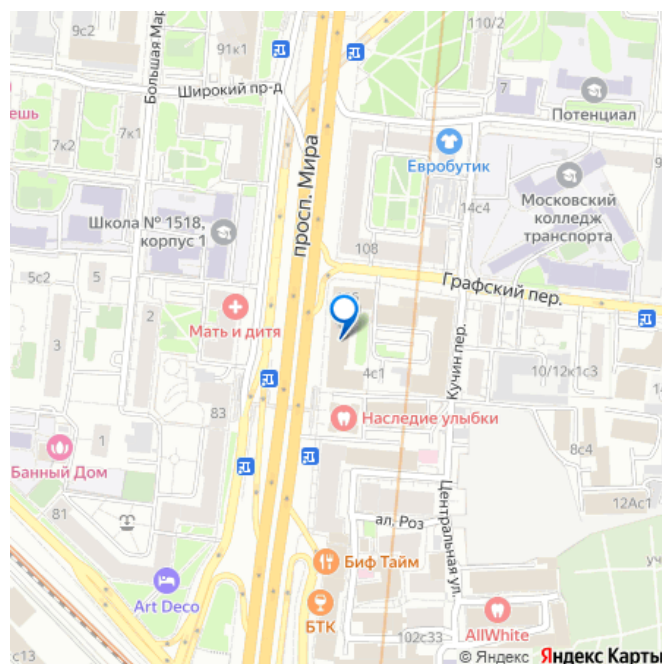 9с2
Большая Мар
91к1
110/2
Широкий пр-д
7
Потенциал
ешь
7к1
7к2
Евробутик
просп. Мира
Московский
колледж
транспорта
14с4
Школа № 1518,
корпус 1
108
5с2
5
Графский пер.
2
Мать и дитя
3
4с1
Кучин пер.
10/12к1с3
83
Наследие улыбки
1
Банный Дом
8с4
12Ас1
81
Центральная ул.
ал. Роз
уч
Биф Тайм
Art Deco
БТК
AllWhite
102с33
с13
© Яндекс Яндекс Карты